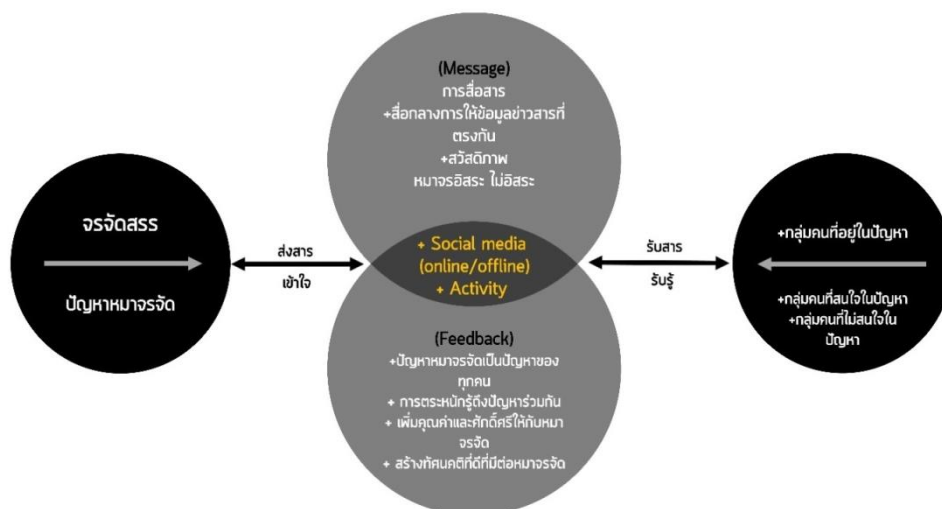 (Message)
การสื่อสาร
+สื่อกลางการให้ข้อมูลข่าวสารที่
ตรงกัน
+สวัสดิภาพ
หมาจรอิสระ ไม่อิสระ
จรจัดสรร
ปัญหาหมาจรจัด
ส่งสาร
เข้าใจ
+ Social media
(online/offline)
+ Activity
รับสาร
รับรู้
+กลุ่มคนที่อยู่ในปัญหา
+กลุ่มคนที่สนใจในปัญหา
+กลุ่มคนที่ไม่สนใจใน
ปัญหา
(Feedback)
+ปัญหาหมาจรจัดเป็นปัญหาของ
ทุกคน
+ การตระหนักรู้ถึงปัญหาร่วมกัน
+ เพิ่มคุณค่าและศักดิ์ศรีให้กับหมา
จรจัด
+ สร้างทัศนคติที่ดีที่มีต่อหมาจรจัด